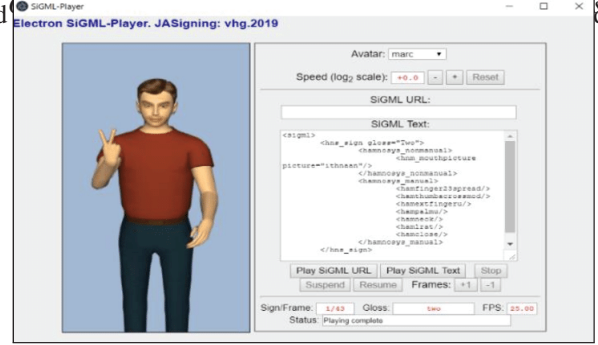 SiGML-Player
Electron SiGML-Player. JASigning: vhg.2019
Avatar: marc
Speed (log2 scale): +0.0 - + Reset
SiGML URL:
SiGML Text:
<sigml>
<hns_sign gloss="Two">
<hamnosys_nonmanual>
<hnm_mouthpicture
picture="ithnaan"/>
</hamnosys_nonmanual>
<hamnosys_manual>
<hamfinger23spread/>
<hamthumbacrossmod/>
<hamextfingeru/>
<hampalmu/>
<hamneck/>
<hamlrat/>
<hamclose/>
</hamnosys_manual>
</hns_sign>
Play SiGML URL Play SiGML Text Stop
Suspend Resume Frames: +1 -1
Sign/Frame: 1/63 Gloss: two FPS: 25.00
Status: Playing complete